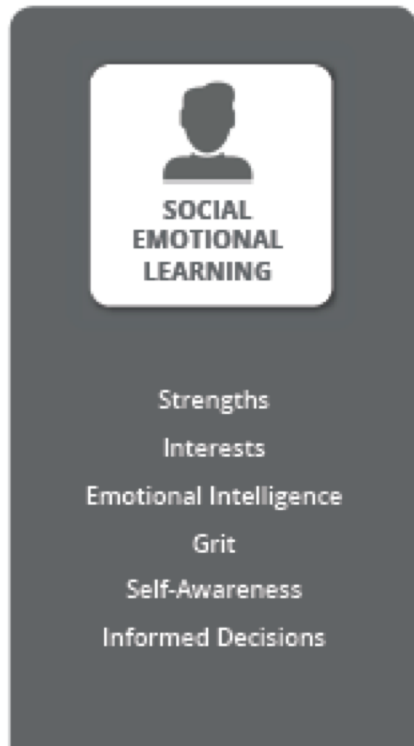 SOCIAL
EMOTIONAL
LEARNING
Strengths
Interests
Emotional Intelligence
Grit
Self-Awareness
Informed Decisions